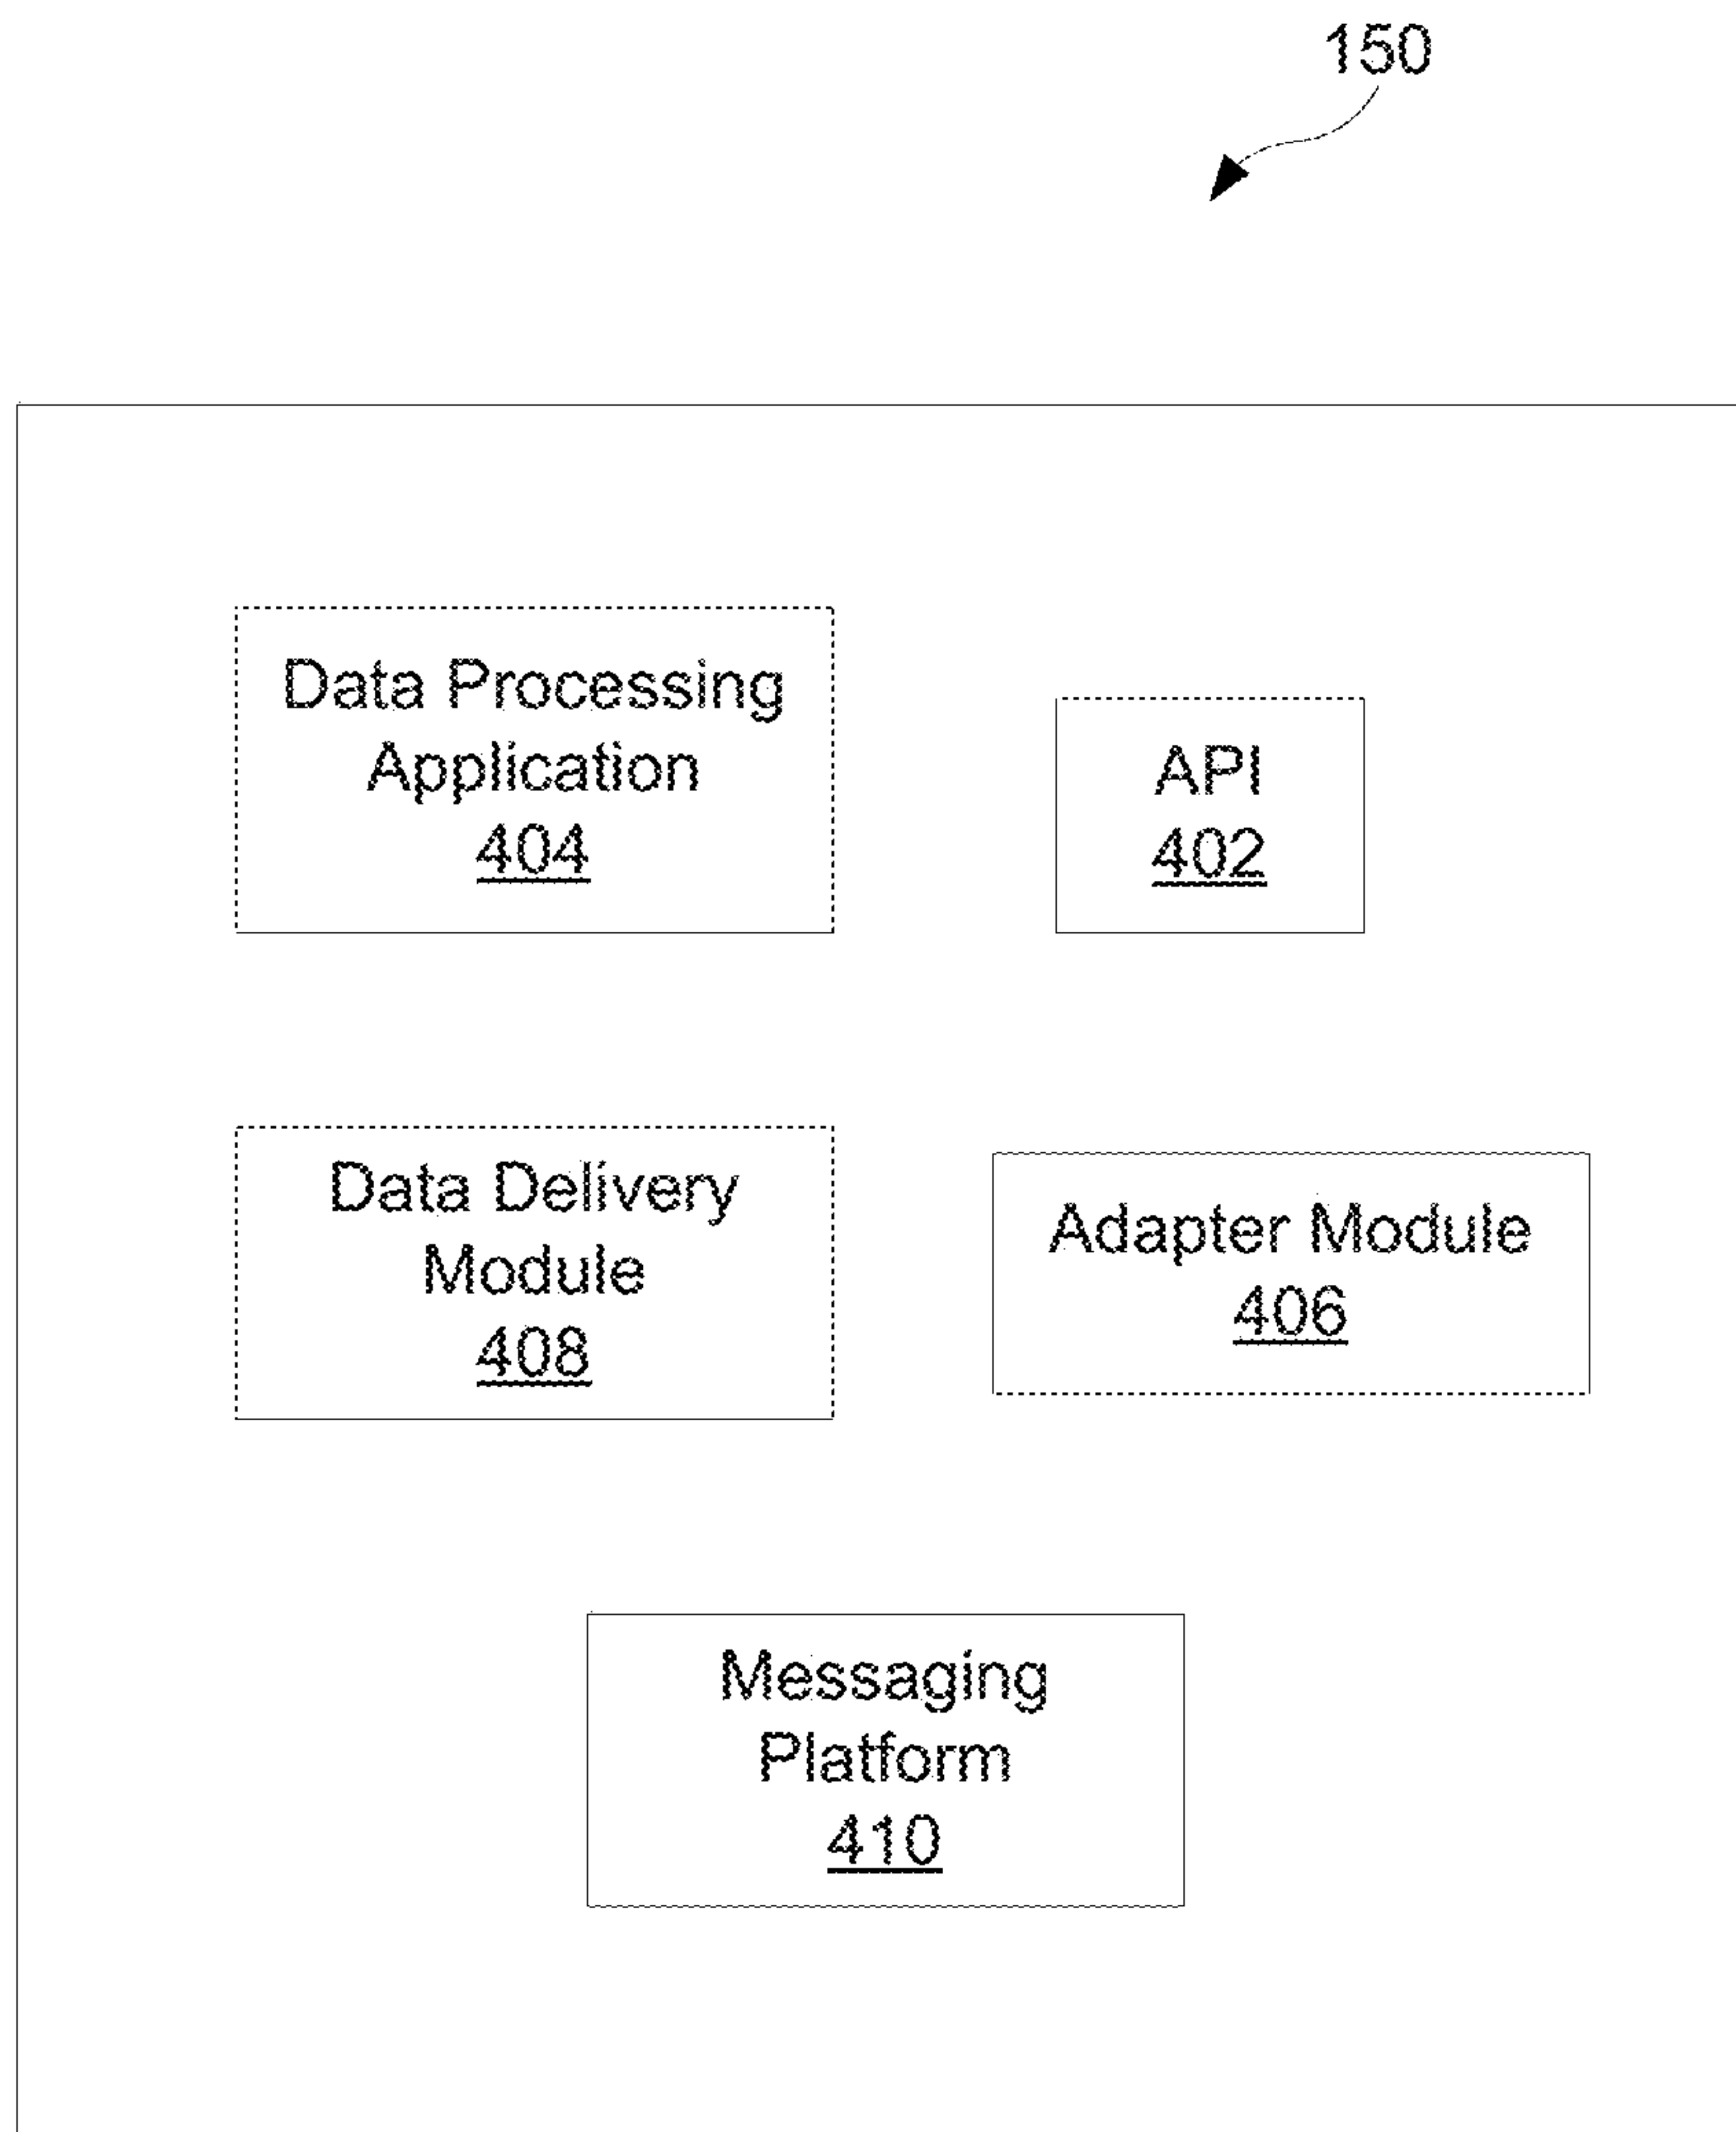 150
Data Processing
Application
404
API
402
Data Delivery
Module
408
Adapter Module
406
Messaging
Platform
410